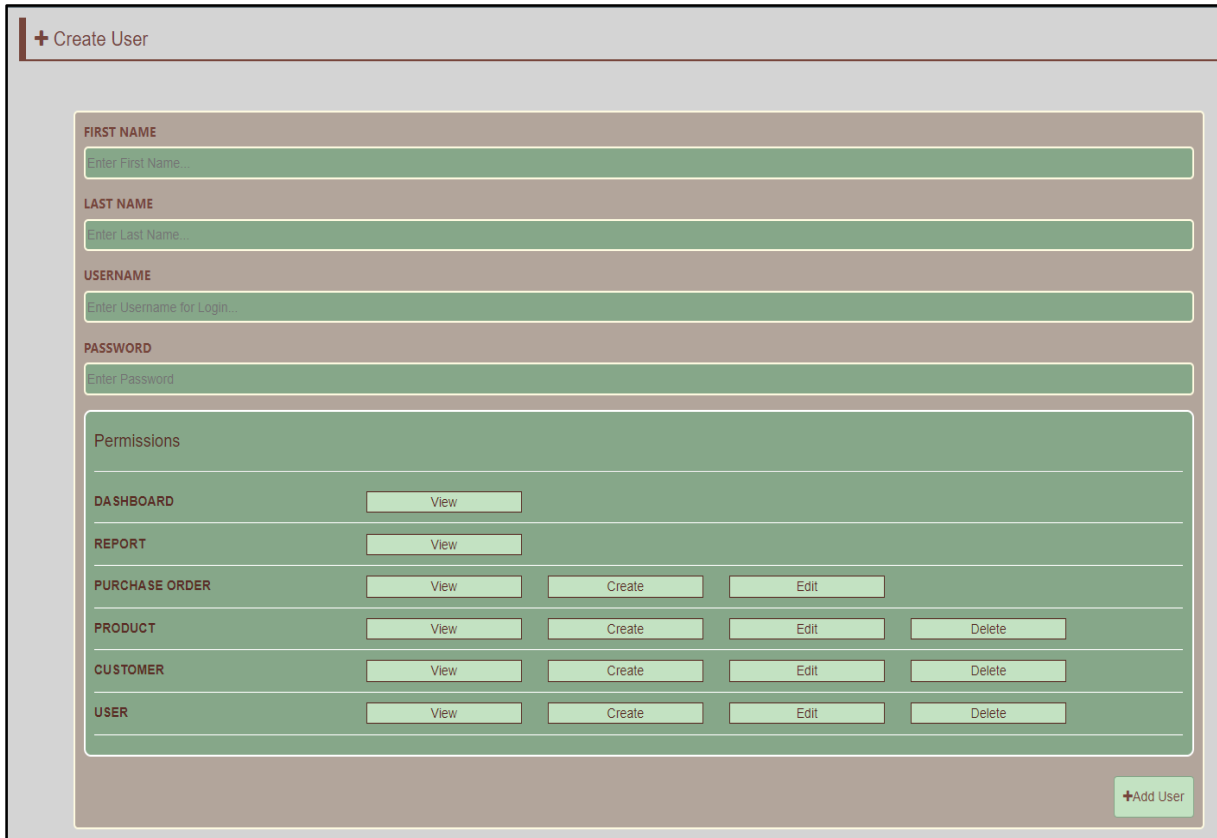 + Create User
FIRST NAME
Enter First Name...
LAST NAME
Enter Last Name...
USERNAME
Enter Username for Login...
PASSWORD
Enter Password
Permissions
DASHBOARD View
REPORT View
PURCHASE ORDER View Create Edit
PRODUCT View Create Edit Delete
CUSTOMER View Create Edit Delete
USER View Create Edit Delete
+Add User